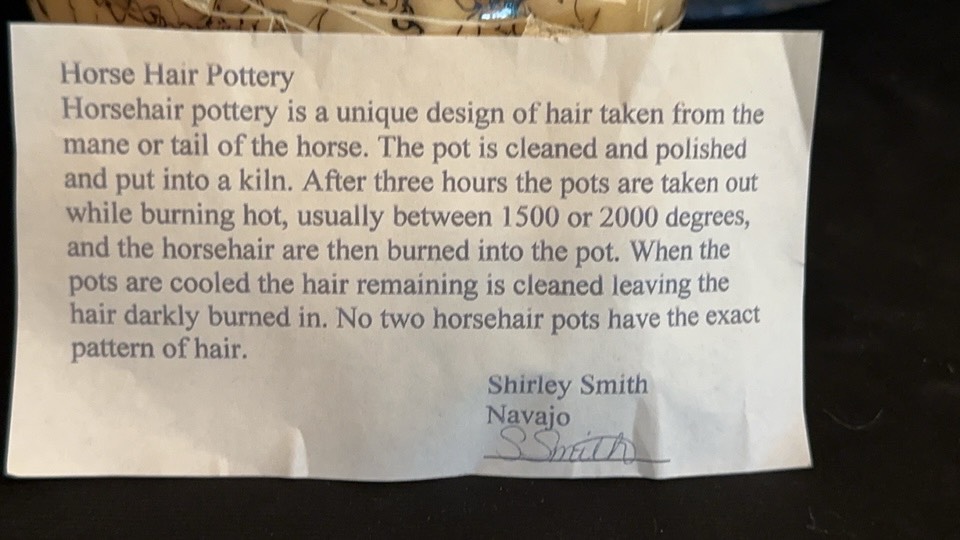 Horse Hair Pottery
Horsehair pottery is a unique design of hair taken from the
mane or tail of the horse. The pot is cleaned and polished
and put into a kiln. After three hours the pots are taken out
while burning hot, usually between 1500 or 2000 degrees,
and the horsehair are then burned into the pot. When the
pots are cooled the hair remaining is cleaned leaving the
hair darkly burned in. No two horsehair pots have the exact
pattern of hair.
Shirley Smith
Navajo
S Smith